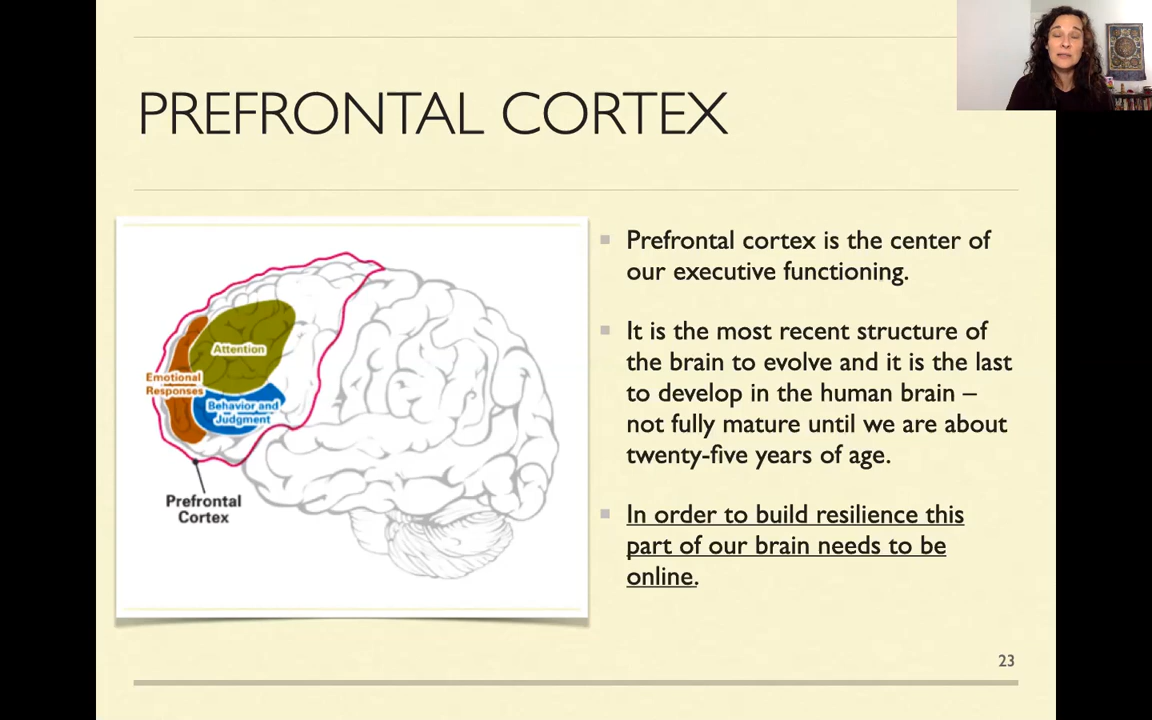 PREFRONTAL CORTEX
Attention
Emotional
Responses
Behavior and
Judgment
Prefrontal
Cortex
Prefrontal cortex is the center of
our executive functioning.
It is the most recent structure of
the brain to evolve and it is the last
to develop in the human brain –
not fully mature until we are about
twenty-five years of age.
In order to build resilience this
part of our brain needs to be
online.
23